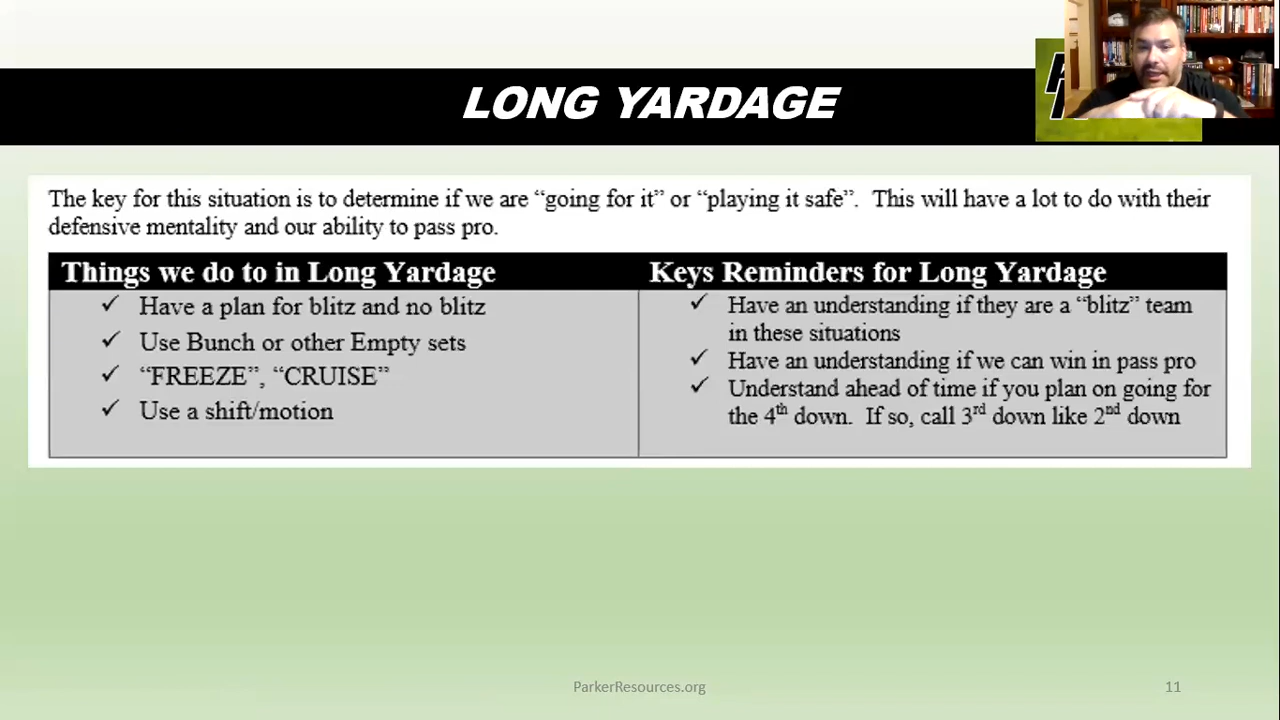 LONG YARDAGE
The key for this situation is to determine if we are “going for it” or “playing it safe”. This will have a lot to do with their
defensive mentality and our ability to pass pro.
Things we do to in Long Yardage
✓ Have a plan for blitz and no blitz
✓ Use Bunch or other Empty sets
✓ “FREEZE”, “CRUISE”
✓ Use a shift/motion
Keys Reminders for Long Yardage
✓ Have an understanding if they are a “blitz” team
in these situations
✓ Have an understanding if we can win in pass pro
✓ Understand ahead of time if you plan on going for
the 4th down. If so, call 3rd down like 2nd down
ParkerResources.org
11